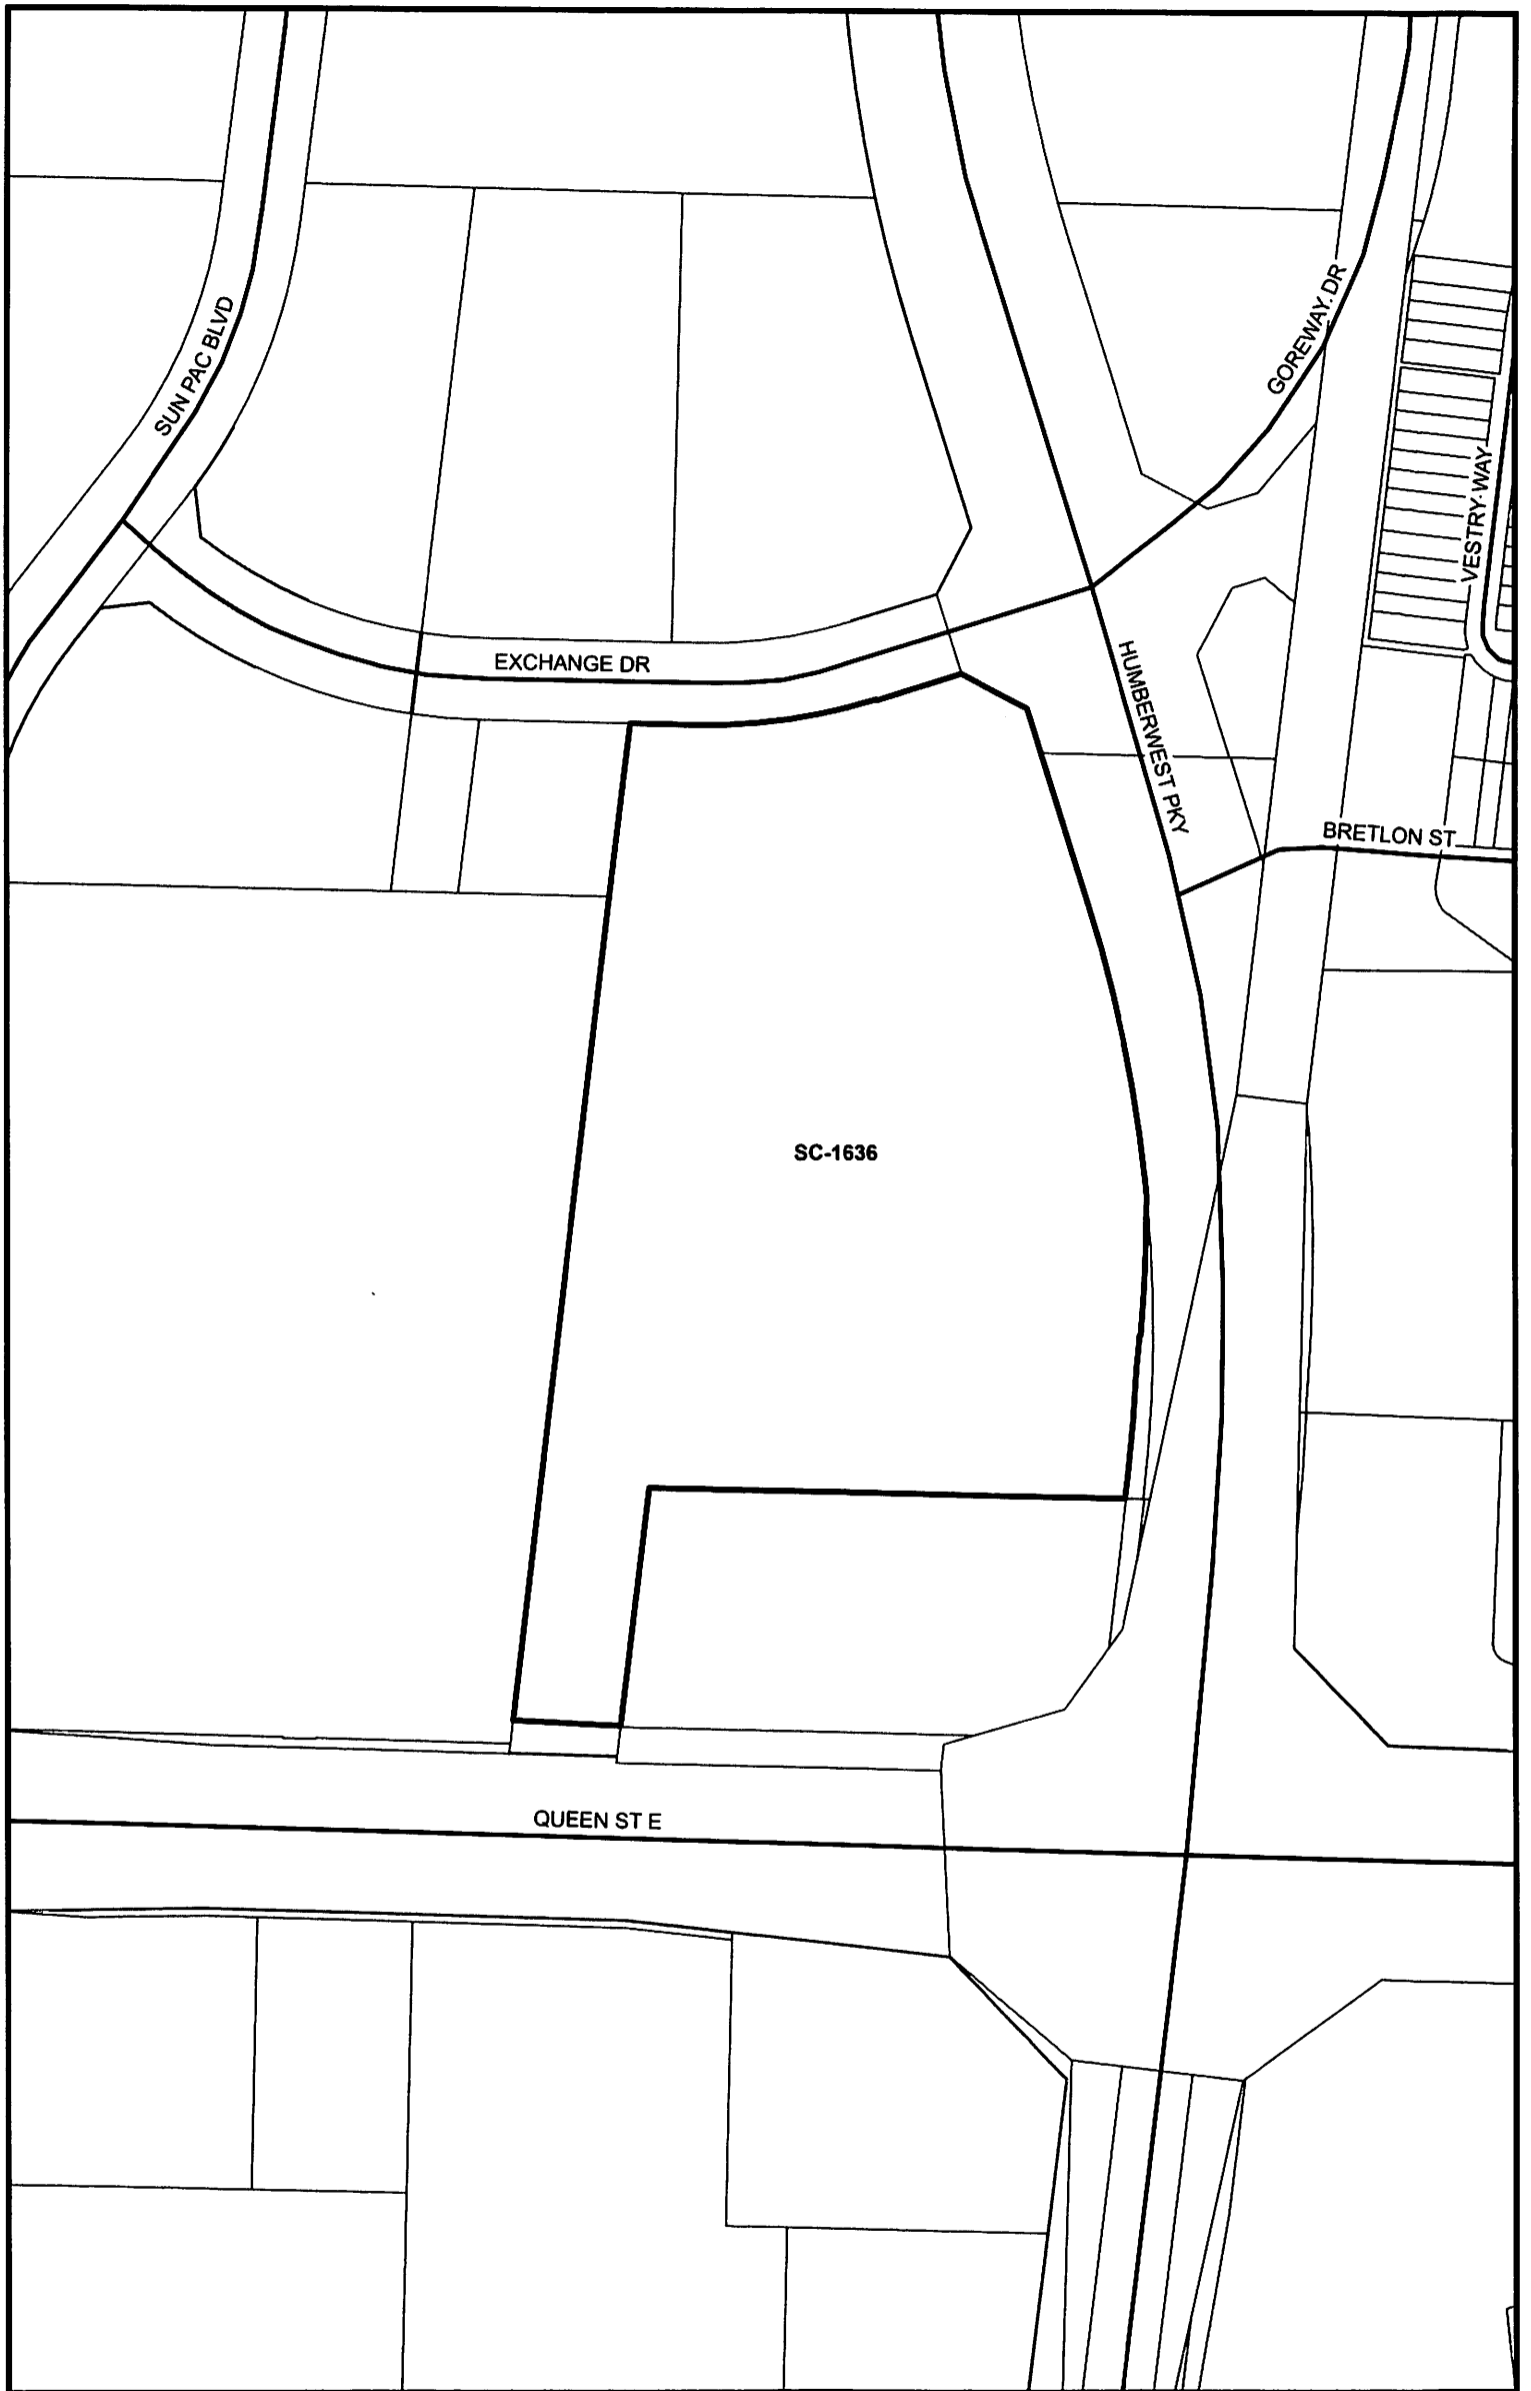 SUN PAC BLVD
GOREWAY DR
VESTRY WAY
EXCHANGE DR
HUMBERWEST PKY
BRETLON ST
SC-1636
QUEEN ST E